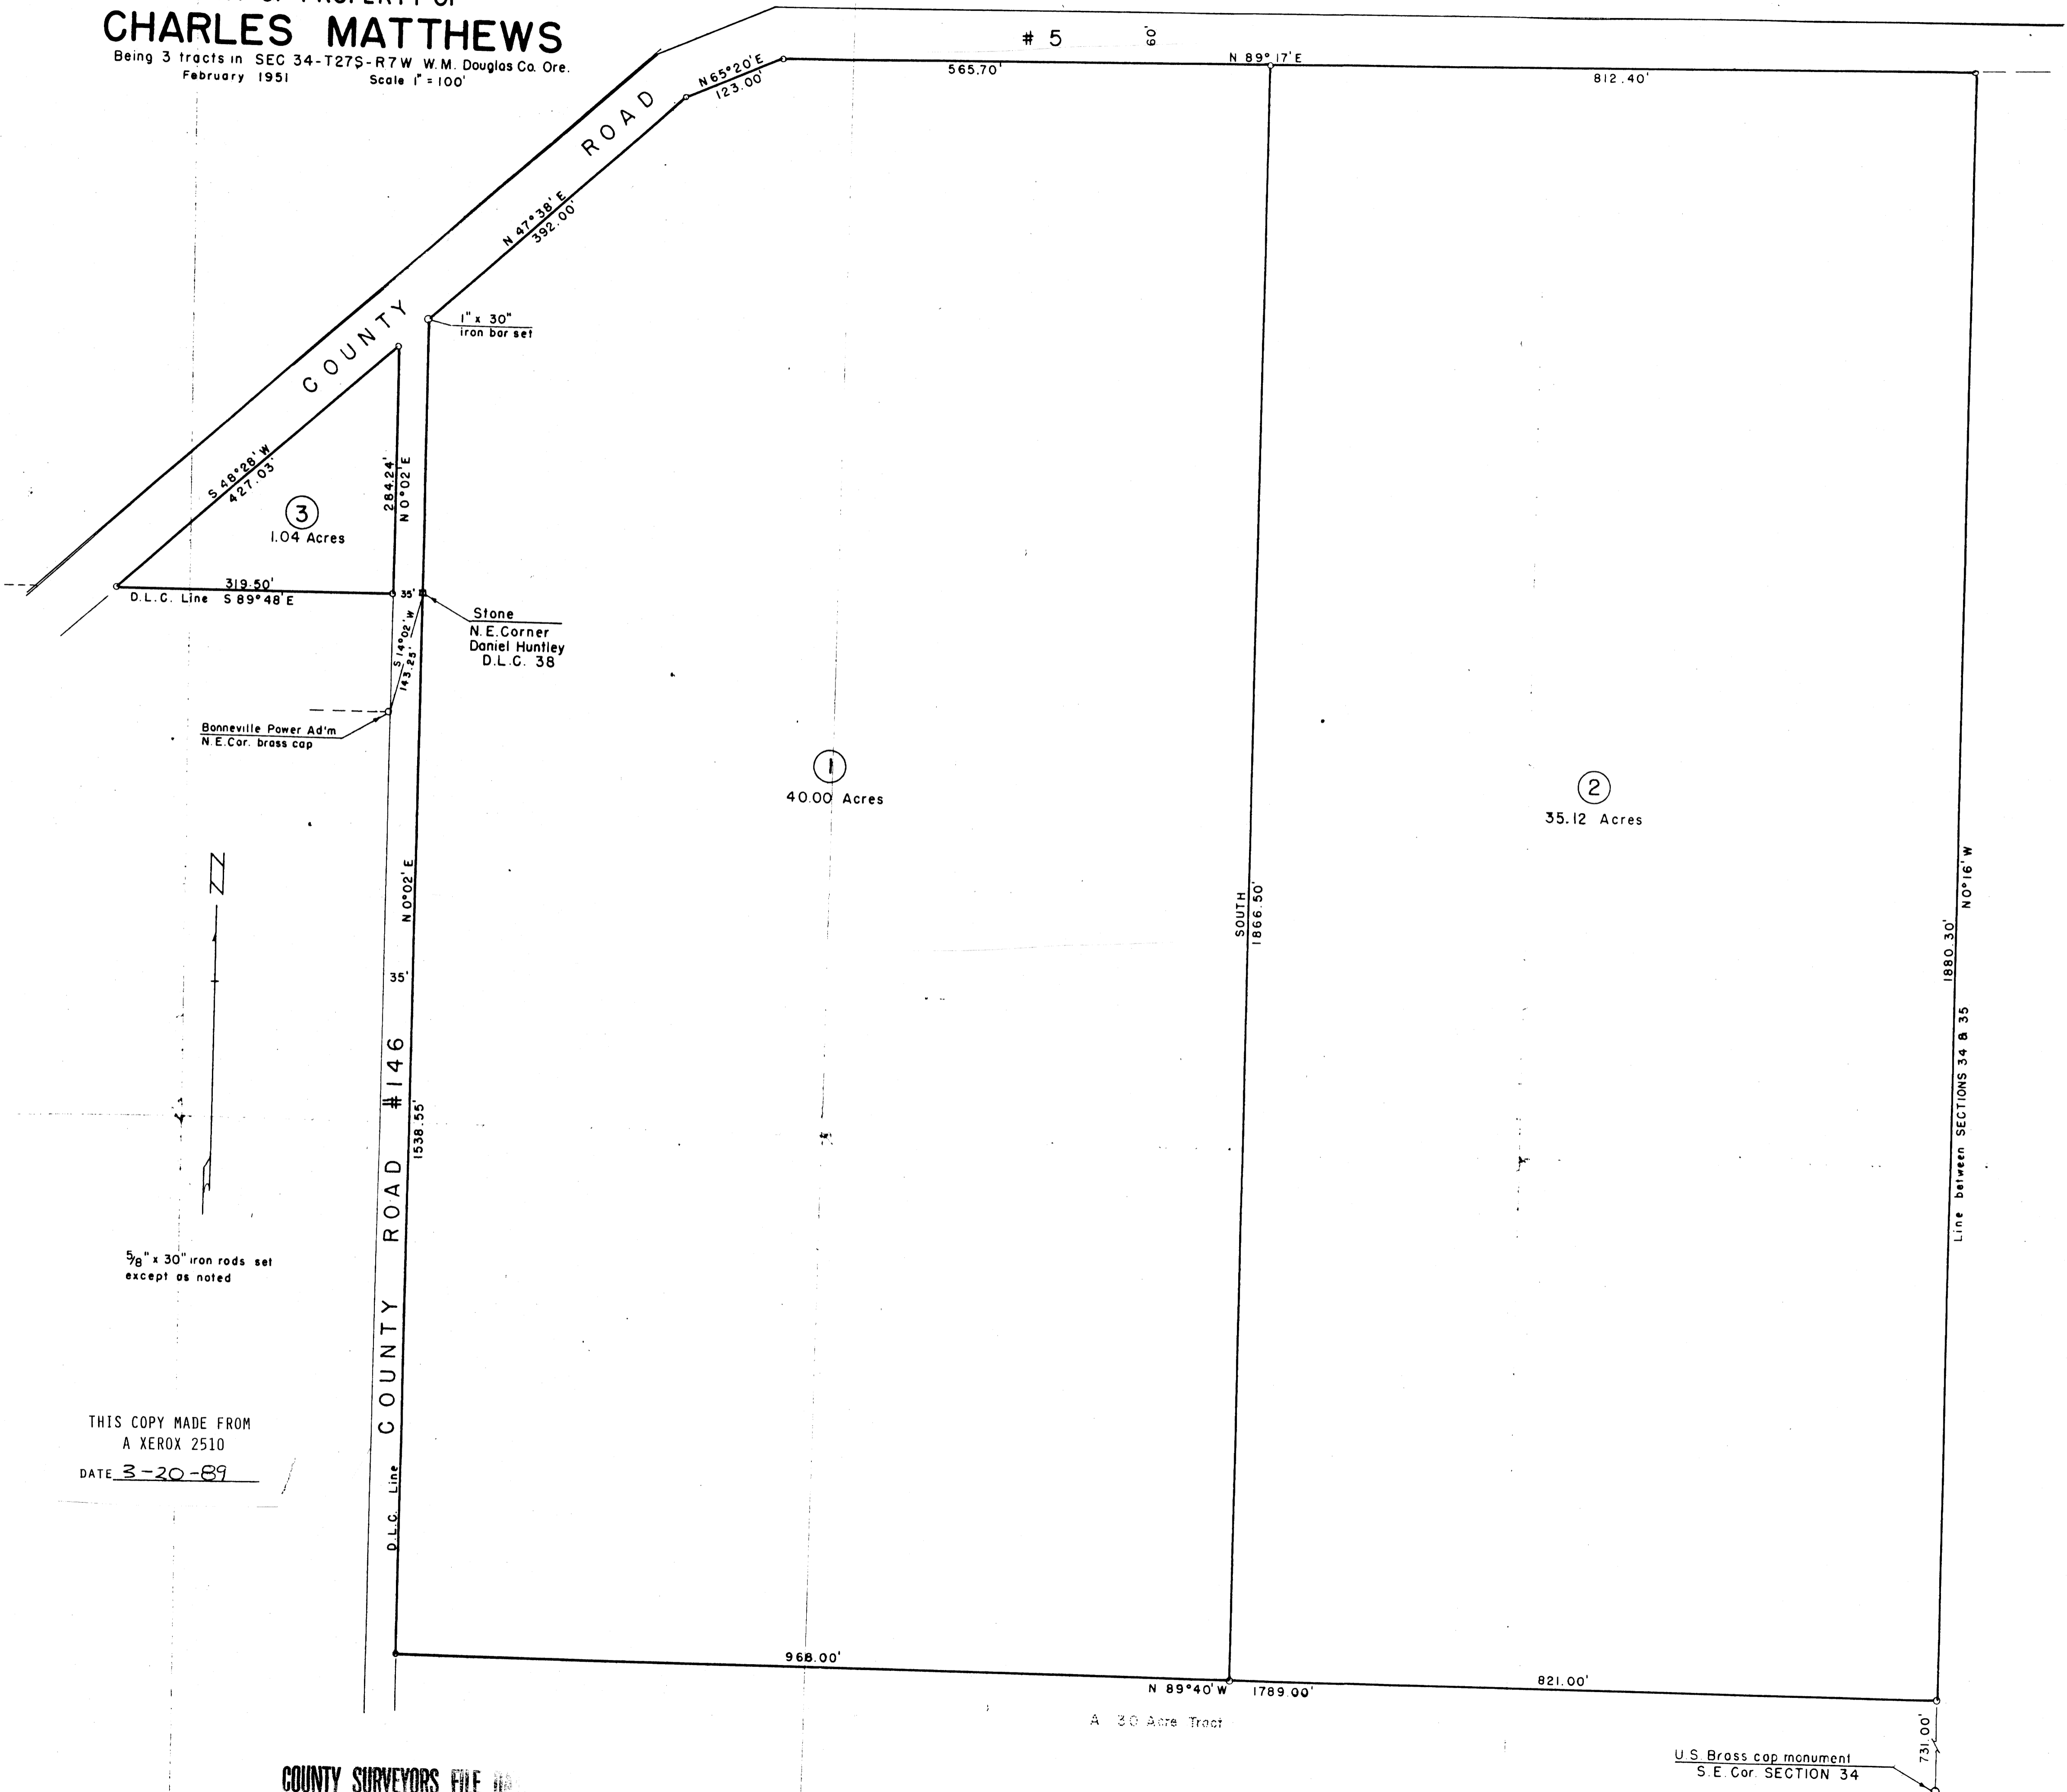 OF PROPERTY OF
CHARLES MATTHEWS
Being 3 tracts in SEC 34-T27S-R7W W.M. Douglas Co. Ore.
February 1951 Scale 1" = 100'
# 5
60'
N 65°20' E
123.00'
565.70'
N 89°17' E
812.40'
COUNTY ROAD
N 47°38' E
392.00'
1" x 30"
iron bar set
S 48°28' W
427.03'
284.24'
N 0°02' E
3
1.04 Acres
319.50'
D.L.C. Line S 89°48' E
35'
Stone
N.E. Corner
Daniel Huntley
D.L.C. 38
S 14°02' W
143.25'
Bonneville Power Ad'm
N.E. Cor. brass cap
1
40.00 Acres
2
35.12 Acres
N
N 0°02' E
35'
SOUTH
1866.50'
N 0°16' W
1880.30'
Line between SECTIONS 34 & 35
1538.55'
D.L.C. Line COUNTY ROAD #146
5/8" x 30" iron rods set
except as noted
THIS COPY MADE FROM
A XEROX 2510
DATE 3-20-89
968.00'
N 89°40' W 1789.00'
821.00'
A 30 Acre Tract
731.00'
U.S. Brass cap monument
S.E. Cor. SECTION 34
COUNTY SURVEYORS FILE